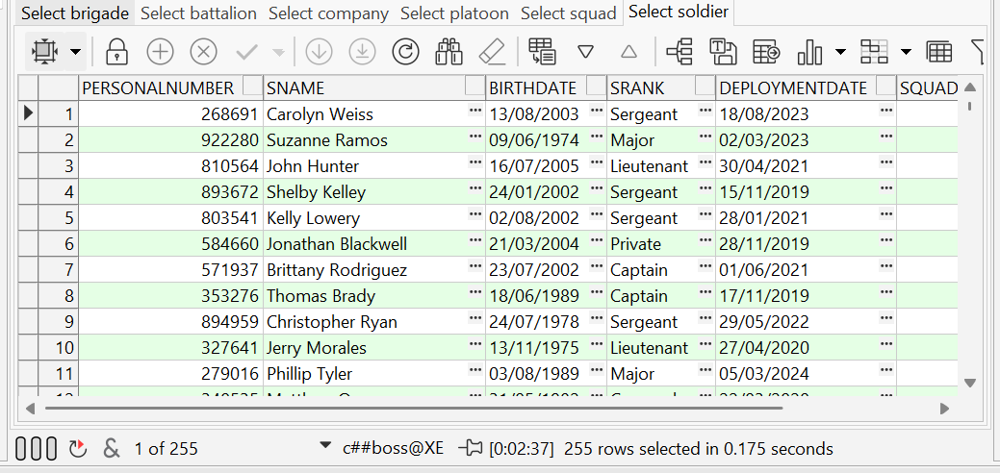 Select brigade Select battalion Select company Select platoon Select squad Select soldier
PERSONALNUMBER SNAME BIRTHDATE SRANK DEPLOYMENTDATE SQUAD
1 268691 Carolyn Weiss ... 13/08/2003 ... Sergeant ... 18/08/2023 ...
2 922280 Suzanne Ramos ... 09/06/1974 ... Major ... 02/03/2023 ...
3 810564 John Hunter ... 16/07/2005 ... Lieutenant ... 30/04/2021 ...
4 893672 Shelby Kelley ... 24/01/2002 ... Sergeant ... 15/11/2019 ...
5 803541 Kelly Lowery ... 02/08/2002 ... Sergeant ... 28/01/2021 ...
6 584660 Jonathan Blackwell ... 21/03/2004 ... Private ... 28/11/2019 ...
7 571937 Brittany Rodriguez ... 23/07/2002 ... Captain ... 01/06/2021 ...
8 353276 Thomas Brady ... 18/06/1989 ... Captain ... 17/11/2019 ...
9 894959 Christopher Ryan ... 24/07/1978 ... Sergeant ... 29/05/2022 ...
10 327641 Jerry Morales ... 13/11/1975 ... Lieutenant ... 27/04/2020 ...
11 279016 Phillip Tyler ... 03/08/1989 ... Major ... 05/03/2024 ...
& 1 of 255 c##boss@XE [0:02:37] 255 rows selected in 0.175 seconds